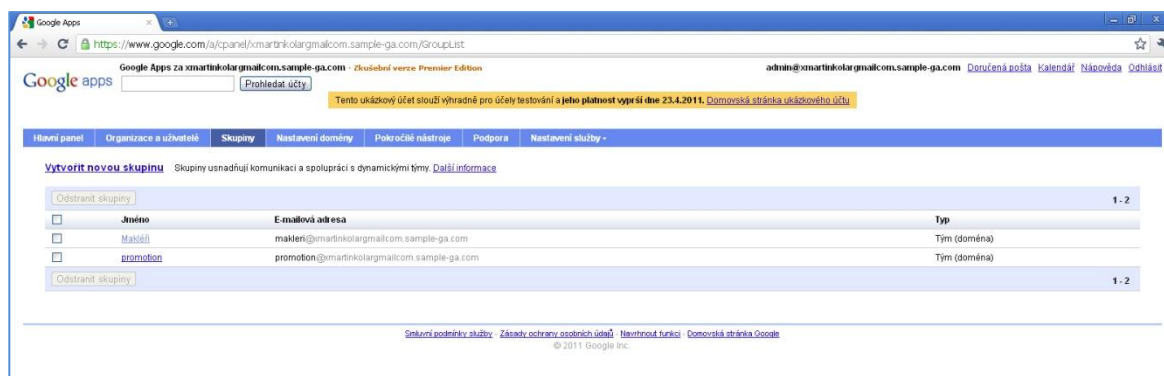 Google Apps
https://www.google.com/a/cpanel/xmartinkolargmailcom.sample-ga.com/GroupList
Google apps
Google Apps za xmartinkolargmailcom.sample-ga.com - Zkušební verze Premier Edition
admin@xmartinkolargmailcom.sample-ga.com Doručená pošta Kalendář Nápověda Odhlásit
Prohledat účty
Tento ukázkový účet slouží výhradně pro účely testování a jeho platnost vyprší dne 23.4.2011. Domovská stránka ukázkového účtu
Hlavní panel Organizace a uživatelé Skupiny Nastavení domény Pokročilé nástroje Podpora Nastavení služby
Vytvořit novou skupinu Skupiny usnadňují komunikaci a spolupráci s dynamickými týmy. Další informace
Odstranit skupiny 1 - 2
Jméno E-mailová adresa Typ
Makléři makleri@xmartinkolargmailcom.sample-ga.com Tým (doména)
promotion promotion@xmartinkolargmailcom.sample-ga.com Tým (doména)
Odstranit skupiny 1 - 2
Smluvní podmínky služby - Zásady ochrany osobních údajů - Navrhnout funkci - Domovská stránka Google
© 2011 Google Inc.